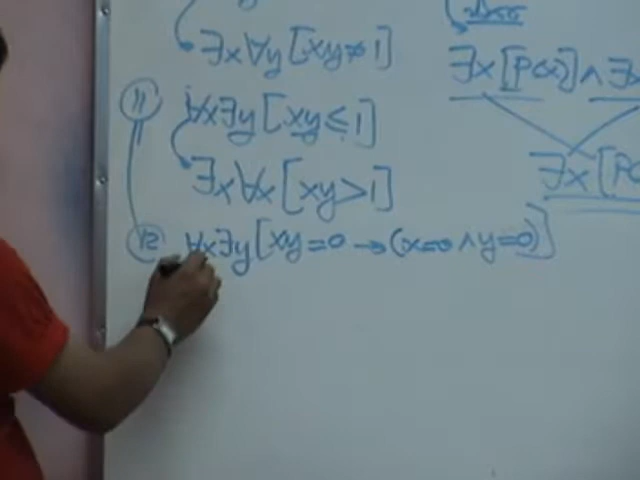 ∃x∀y[xy≠1]
11 ∀x∃y[xy≤1]
∃x∀x[xy>1]
12 ∀x∃y[xy=0→(x=0∧y=0)]
∃x[P(x)]∧∃x
∃x[P